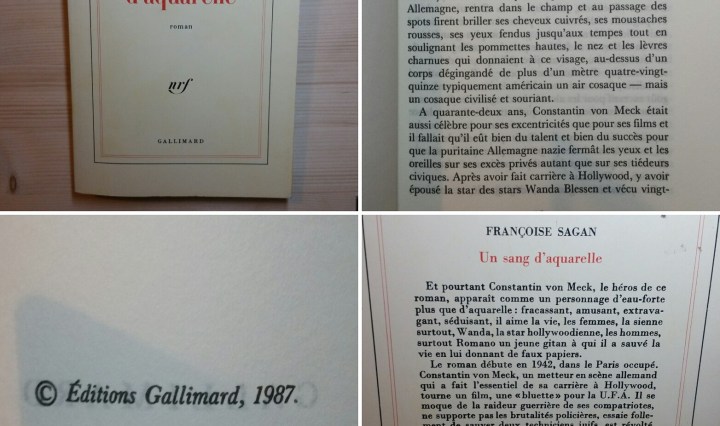 d'aquarelle
roman
nrf
GALLIMARD
Allemagne, rentra dans le champ et au passage des
spots firent briller ses cheveux cuivrés, ses moustaches
rousses, ses yeux fendus jusqu'aux tempes tout en
soulignant les pommettes hautes, le nez et les lèvres
charnues qui donnaient à ce visage, au-dessus d'un
corps dégingandé de plus d'un mètre quatre-vingt-
quinze typiquement américain un air cosaque — mais
un cosaque civilisé et souriant.
A quarante-deux ans, Constantin von Meck était
aussi célèbre pour ses excentricités que pour ses films et
il fallait qu'il eût bien du talent et bien du succès pour
que la puritaine Allemagne nazie fermât les yeux et les
oreilles sur ses excès privés autant que sur ses tiédeurs
civiques. Après avoir fait carrière à Hollywood, y avoir
épousé la star des stars Wanda Blessen et vécu vingt-
© Éditions Gallimard, 1987.
FRANÇOISE SAGAN
Un sang d'aquarelle
Et pourtant Constantin von Meck, le héros de ce
roman, apparaît comme un personnage d'eau-forte
plus que d'aquarelle : fracassant, amusant, extrava-
gant, séduisant, il aime la vie, les femmes, la sienne
surtout, Wanda, la star hollywoodienne, les hommes,
surtout Romano un jeune gitan à qui il a sauvé la
vie en lui donnant de faux papiers.
Le roman débute en 1942, dans le Paris occupé.
Constantin von Meck, un metteur en scène allemand
qui a fait l'essentiel de sa carrière à Hollywood,
tourne un film, une « bluette » pour la U.F.A. Il se
moque de la raideur guerrière de ses compatriotes,
ne supporte pas les brutalités policières, essaie folle-
ment de sauver deux techniciens juifs, est révolté